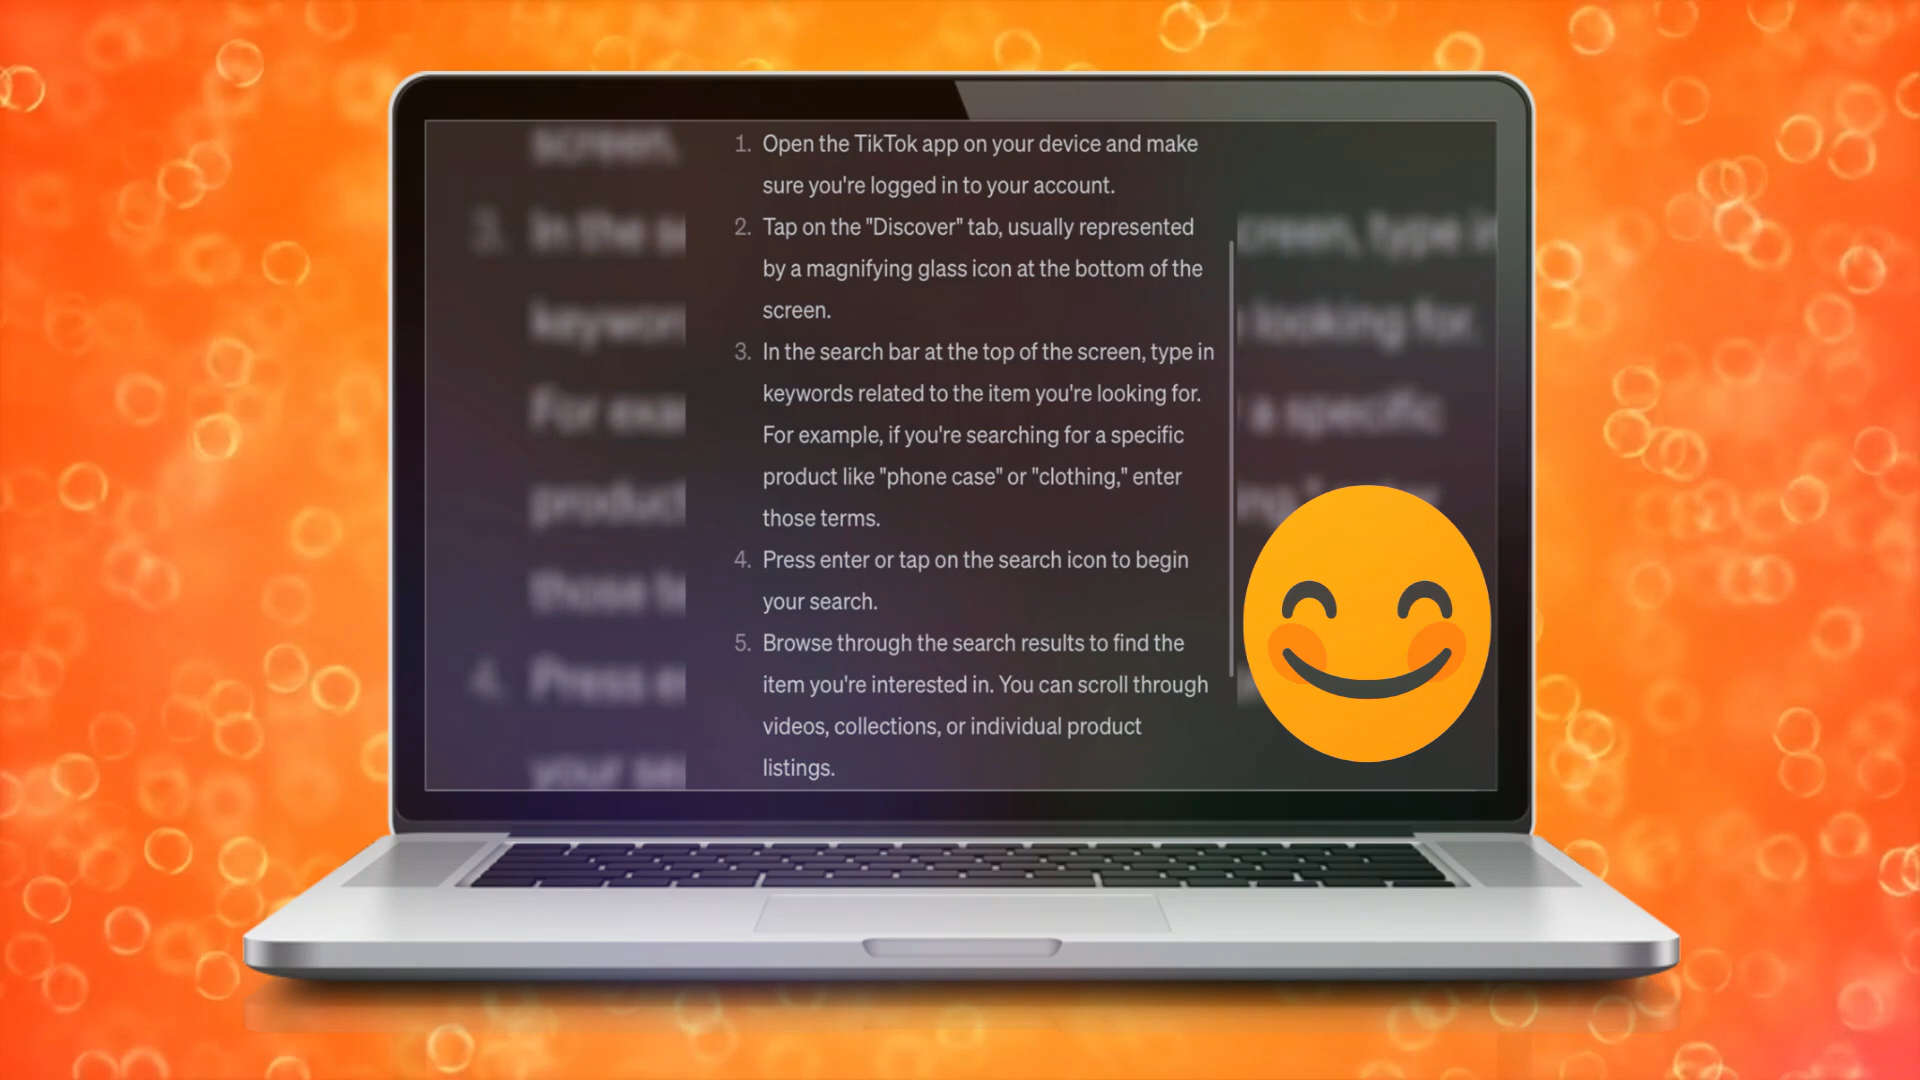 1. Open the TikTok app on your device and make
sure you're logged in to your account.
2. Tap on the "Discover" tab, usually represented
by a magnifying glass icon at the bottom of the
screen.
3. In the search bar at the top of the screen, type in
keywords related to the item you're looking for.
For example, if you're searching for a specific
product like "phone case" or "clothing," enter
those terms.
4. Press enter or tap on the search icon to begin
your search.
5. Browse through the search results to find the
item you're interested in. You can scroll through
videos, collections, or individual product
listings.